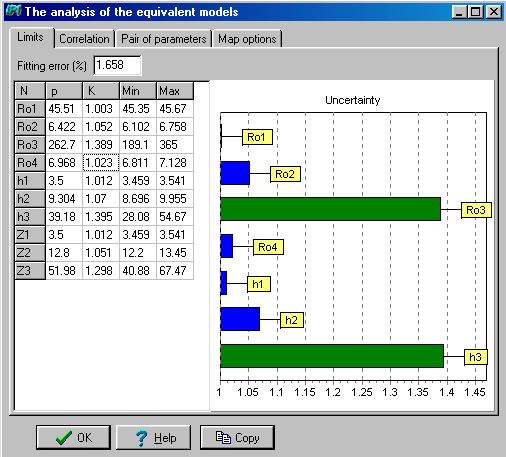 The analysis of the equivalent models
Limits Correlation Pair of parameters Map options
Fitting error (%) 1.658
N p K Min Max
Ro1 45.51 1.003 45.35 45.67
Ro2 6.422 1.052 6.102 6.758
Ro3 262.7 1.389 189.1 365
Ro4 6.968 1.023 6.811 7.128
h1 3.5 1.012 3.459 3.541
h2 9.304 1.07 8.696 9.955
h3 39.18 1.395 28.08 54.67
Z1 3.5 1.012 3.459 3.541
Z2 12.8 1.051 12.2 13.45
Z3 51.98 1.298 40.88 67.47
Uncertainty
Ro1
Ro2
Ro3
Ro4
h1
h2
h3
1 1.05 1.1 1.15 1.2 1.25 1.3 1.35 1.4 1.45
OK Help Copy